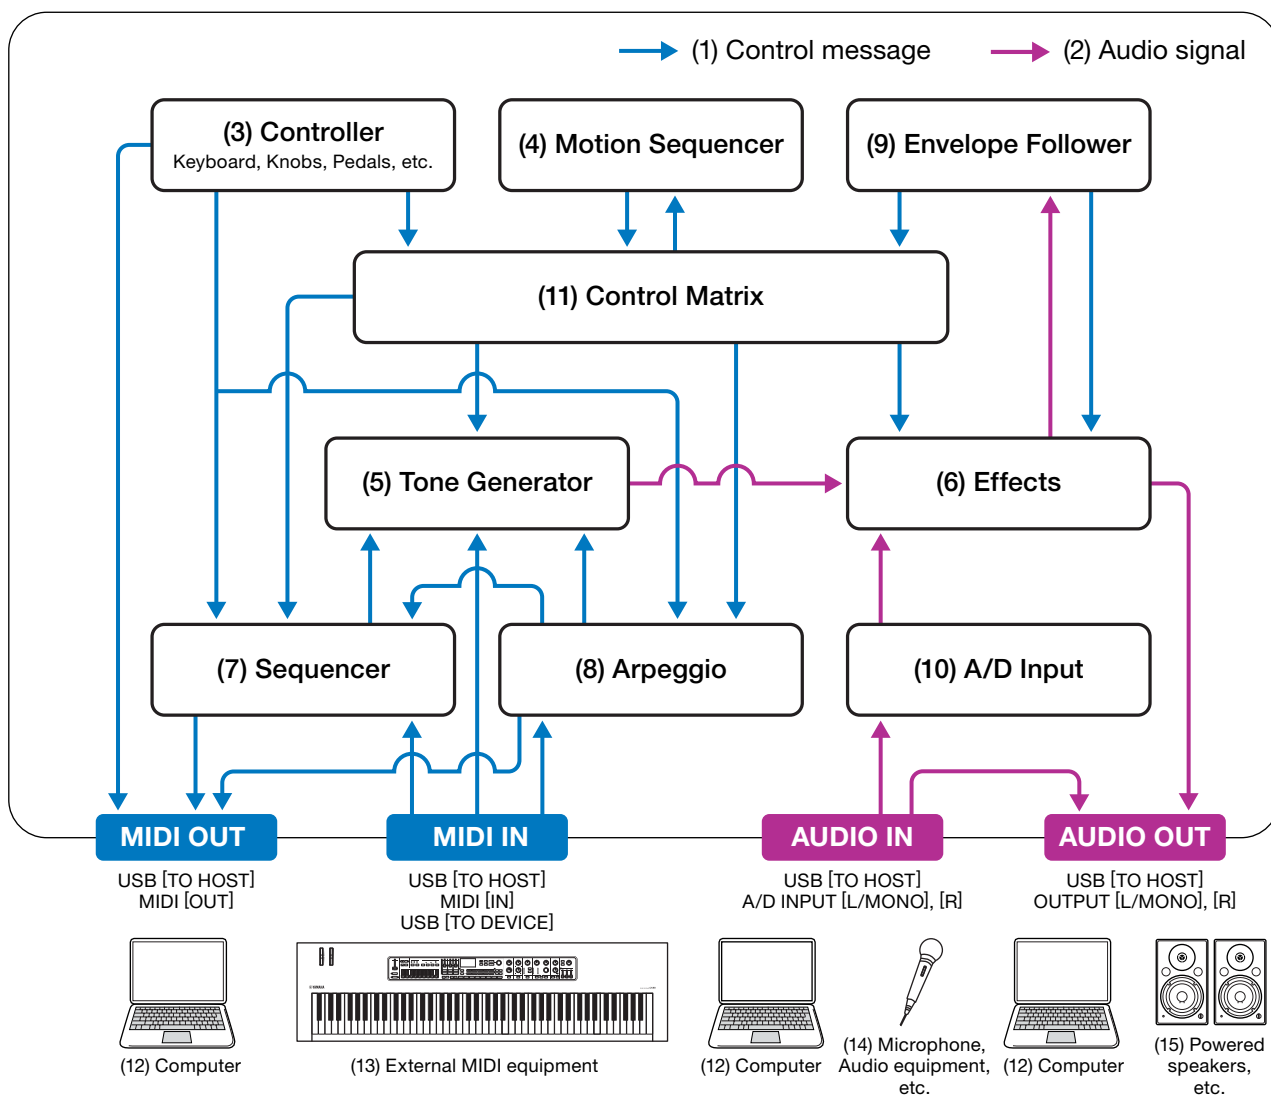 (1) Control message
(2) Audio signal
(3) Controller
Keyboard, Knobs, Pedals, etc.
(4) Motion Sequencer
(9) Envelope Follower
(11) Control Matrix
(5) Tone Generator
(6) Effects
(7) Sequencer
(8) Arpeggio
(10) A/D Input
MIDI OUT
MIDI IN
AUDIO IN
AUDIO OUT
USB [TO HOST]
MIDI [OUT]
USB [TO HOST]
MIDI [IN]
USB [TO DEVICE]
USB [TO HOST]
A/D INPUT [L/MONO], [R]
USB [TO HOST]
OUTPUT [L/MONO], [R]
(12) Computer
(13) External MIDI equipment
(12) Computer
(14) Microphone,
Audio equipment,
etc.
(12) Computer
(15) Powered
speakers,
etc.